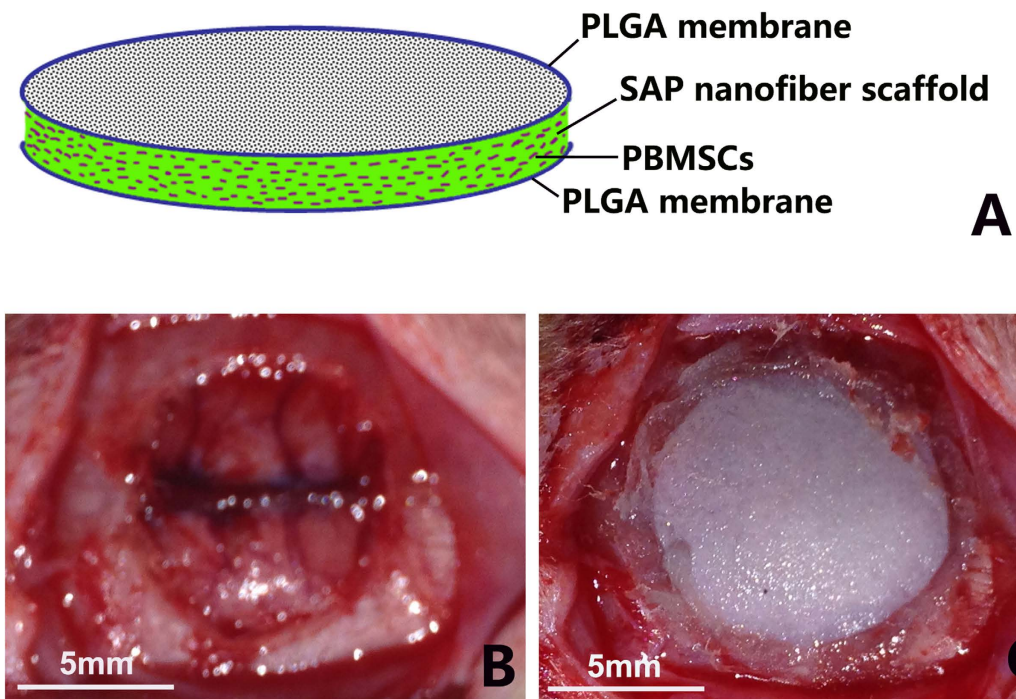 PLGA membrane
SAP nanofiber scaffold
PBMSCs
PLGA membrane
A
5mm
B
5mm